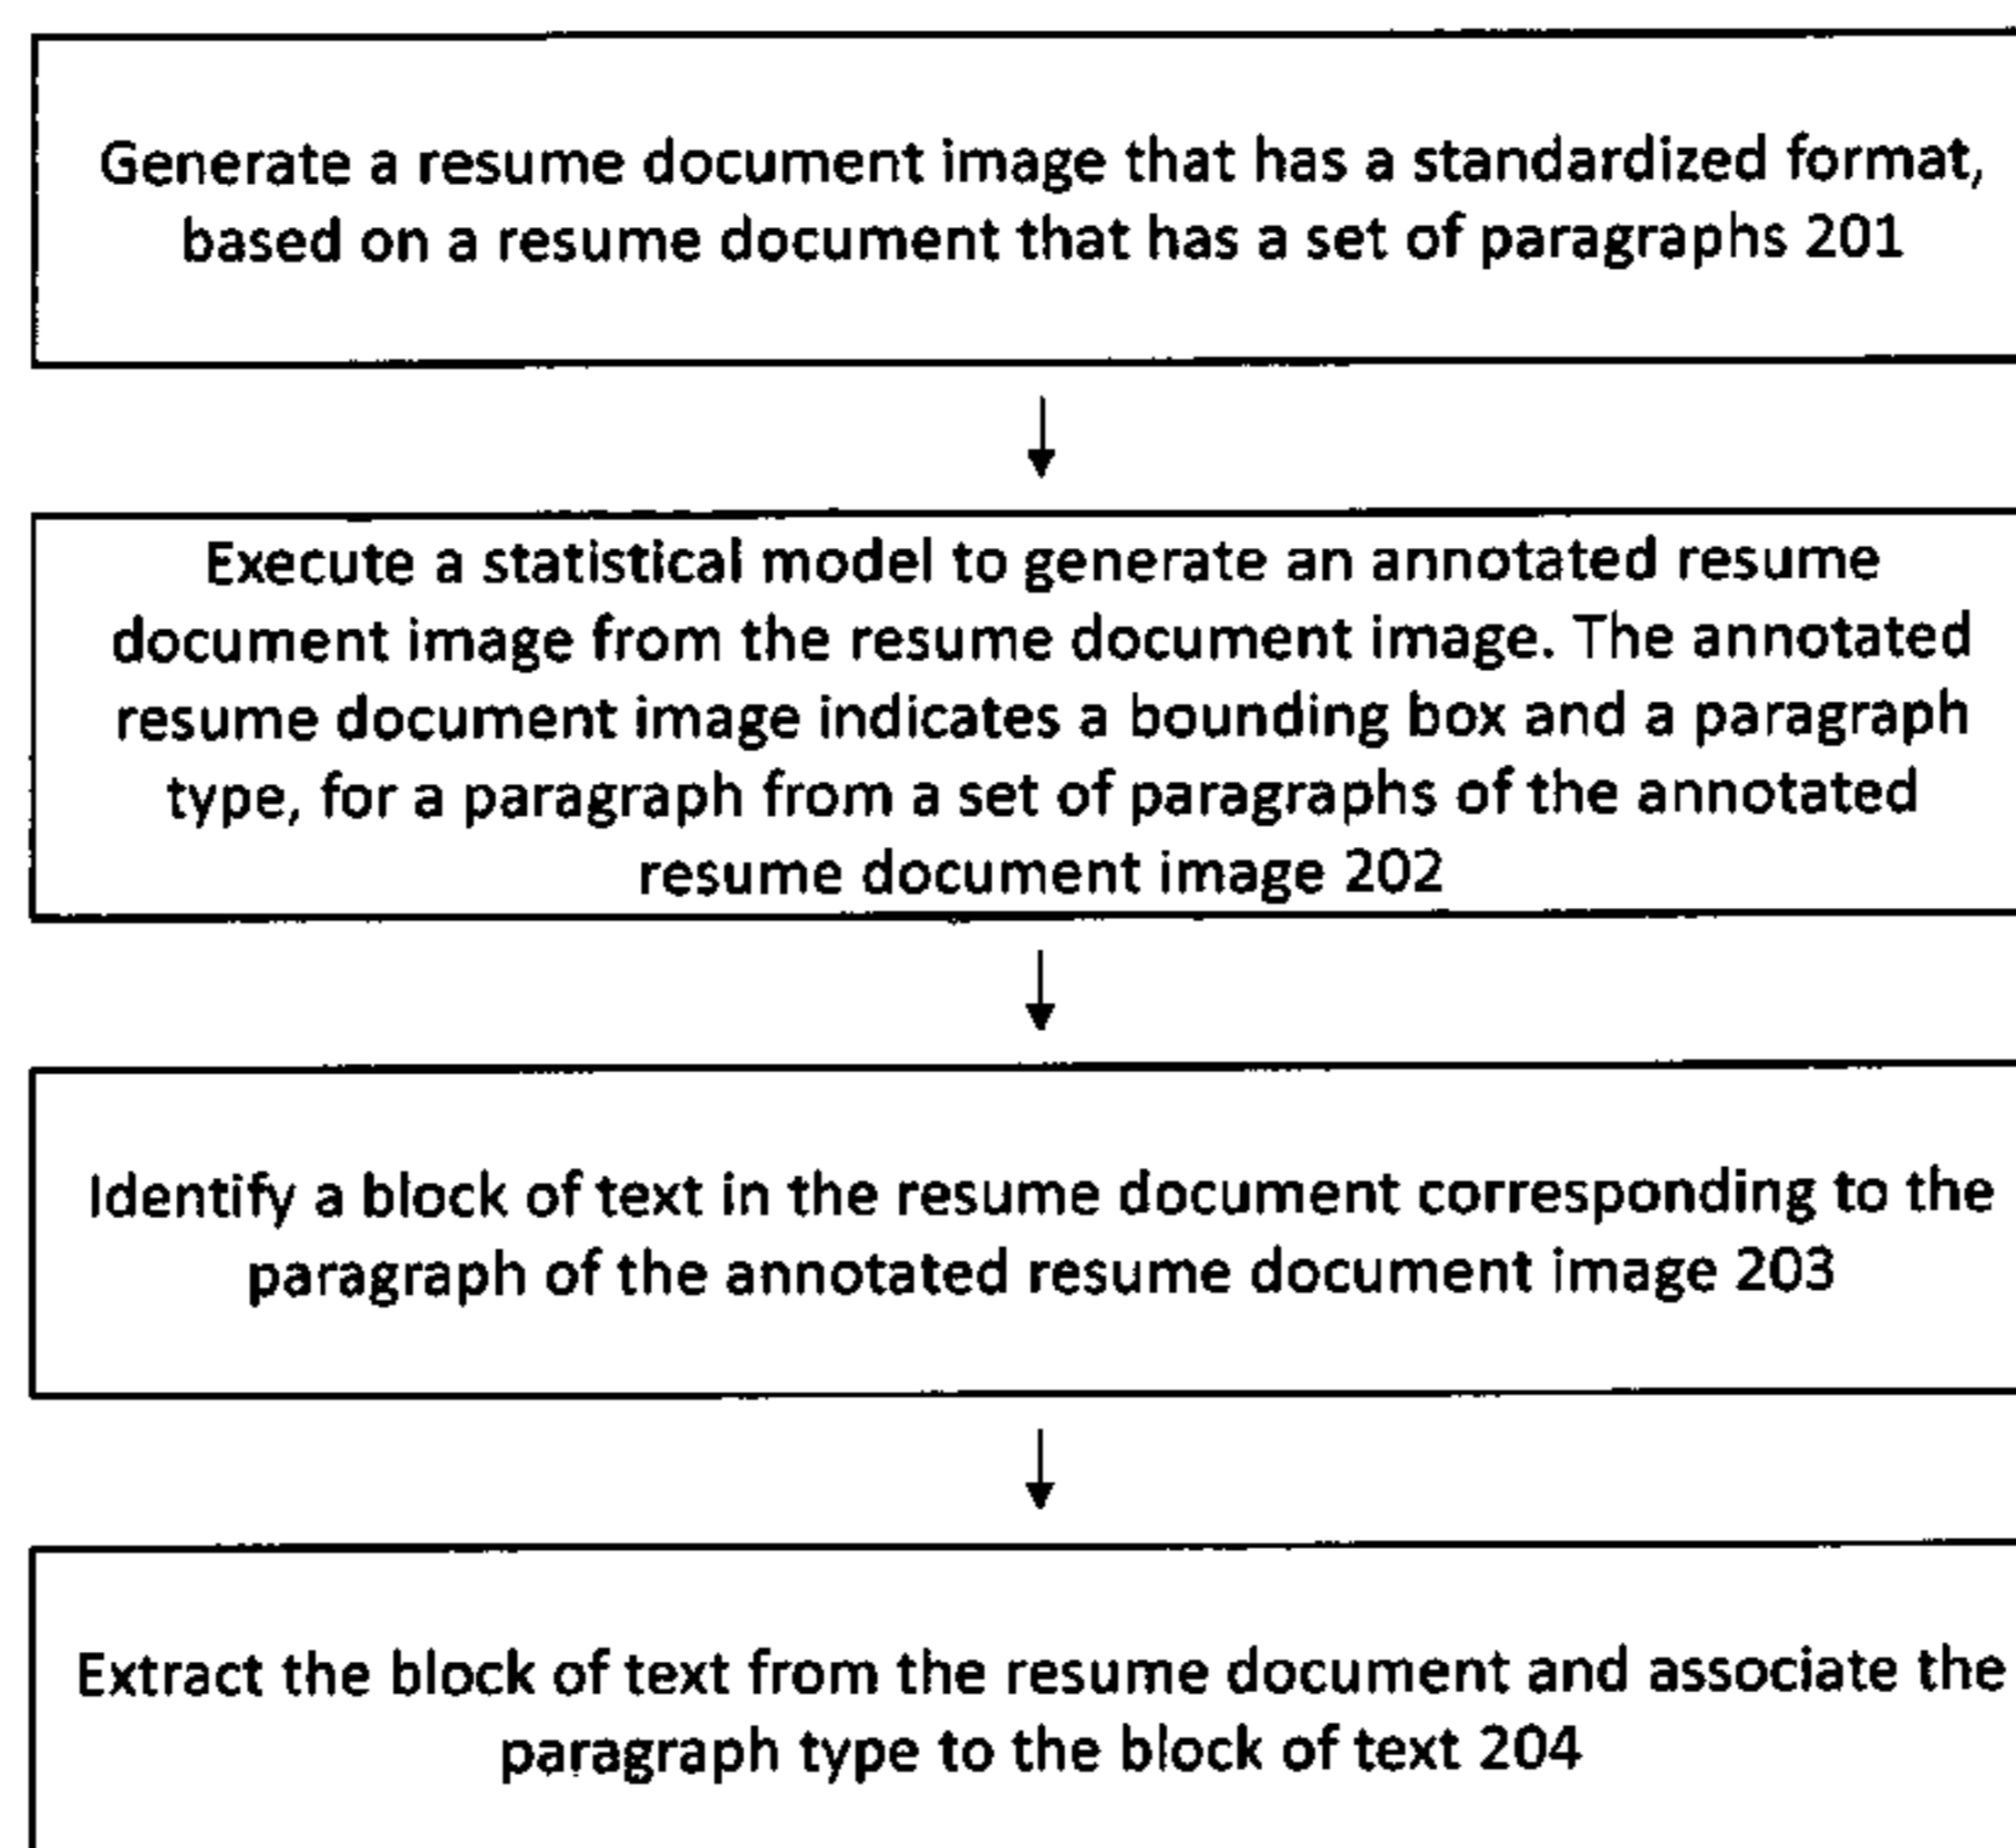 Generate a resume document image that has a standardized format,
based on a resume document that has a set of paragraphs 201
Execute a statistical model to generate an annotated resume
document image from the resume document image. The annotated
resume document image indicates a bounding box and a paragraph
type, for a paragraph from a set of paragraphs of the annotated
resume document image 202
Identify a block of text in the resume document corresponding to the
paragraph of the annotated resume document image 203
Extract the block of text from the resume document and associate the
paragraph type to the block of text 204